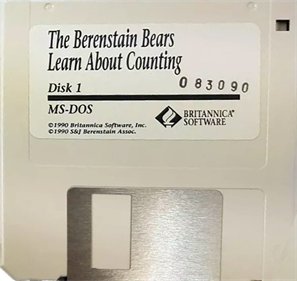 The Berenstain Bears
Learn About Counting
Disk 1
083090
MS-DOS
BRITANNICA®
SOFTWARE
©1990 Britannica Software, Inc.
©1990 S&J Berenstain Assoc.